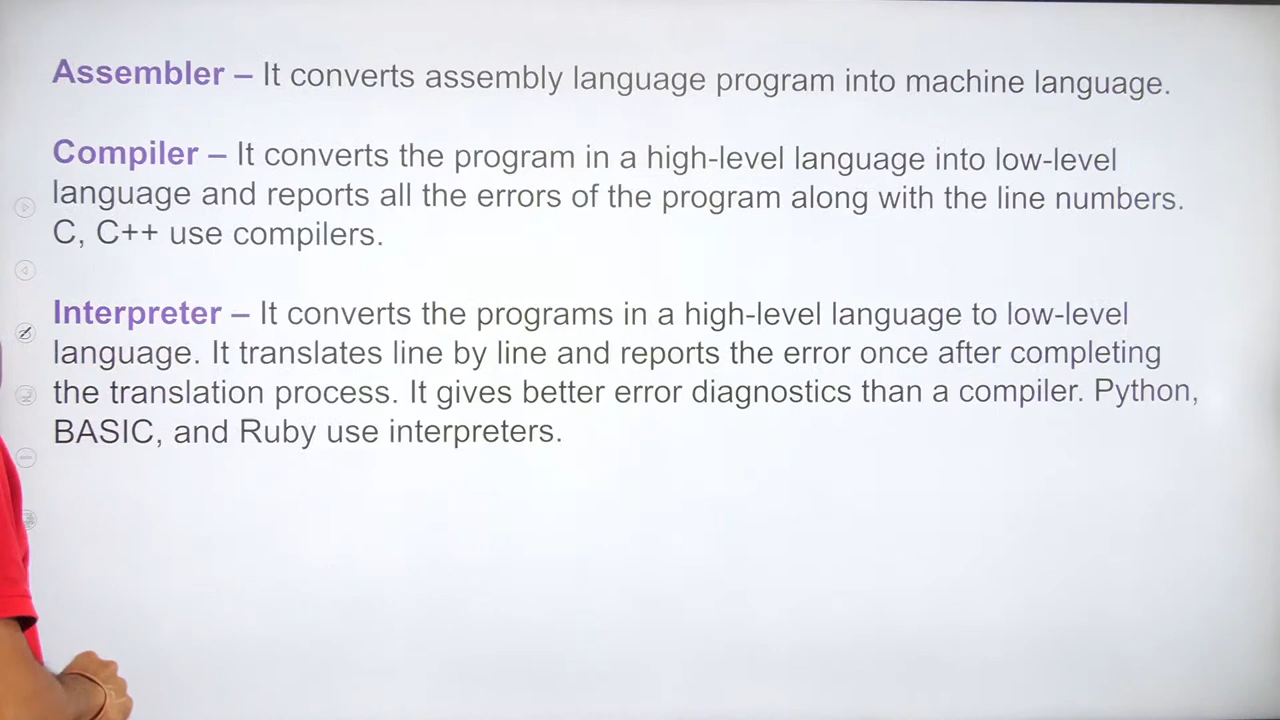 Assembler – It converts assembly language program into machine language.
Compiler – It converts the program in a high-level language into low-level
language and reports all the errors of the program along with the line numbers.
C, C++ use compilers.
Interpreter – It converts the programs in a high-level language to low-level
language. It translates line by line and reports the error once after completing
the translation process. It gives better error diagnostics than a compiler. Python,
BASIC, and Ruby use interpreters.